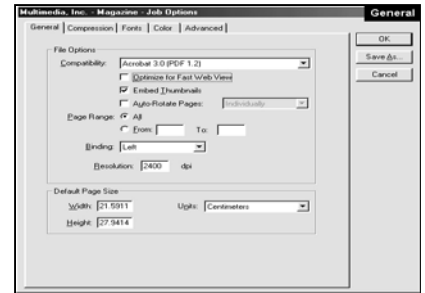 Multimedia, Inc. - Magazine - Job Options
General
General Compression Fonts Color Advanced
OK
Save As...
Cancel
File Options
Compatibility: Acrobat 3.0 (PDF 1.2)
Optimize for Fast Web View
Embed Thumbnails
Auto-Rotate Pages: Individually
Page Range: All
From: To:
Binding: Left
Resolution: 2400 dpi
Default Page Size
Width: 21.5911 Units: Centimeters
Height: 27.9414